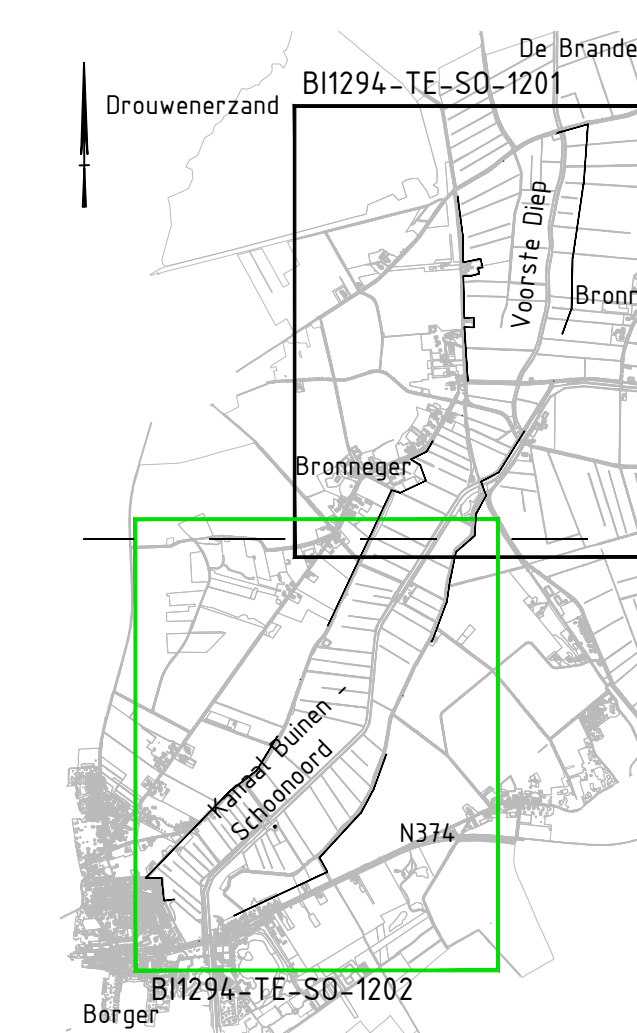 De Brande
BI1294-TE-SO-1201
Drouwenerzand
Voorste Diep
Bronn
Bronneger
Kanaal Buinen -
Schoonoord
N374
BI1294-TE-SO-1202
Borger